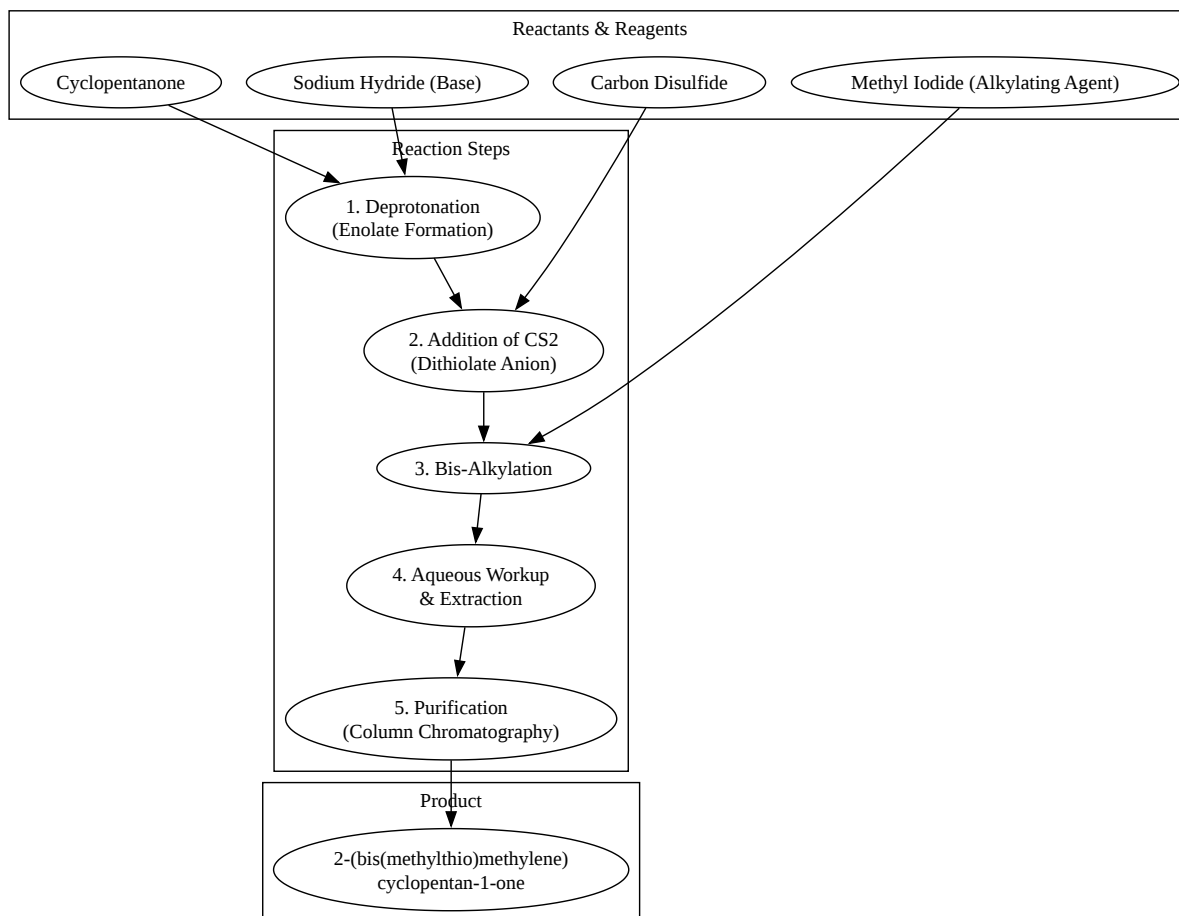 Reactants & Reagents
Cyclopentanone
Sodium Hydride (Base)
Carbon Disulfide
Methyl Iodide (Alkylating Agent)
Reaction Steps
1. Deprotonation
(Enolate Formation)
2. Addition of CS2
(Dithiolate Anion)
3. Bis-Alkylation
4. Aqueous Workup
& Extraction
5. Purification
(Column Chromatography)
Product
2-(bis(methylthio)methylene)
cyclopentan-1-one